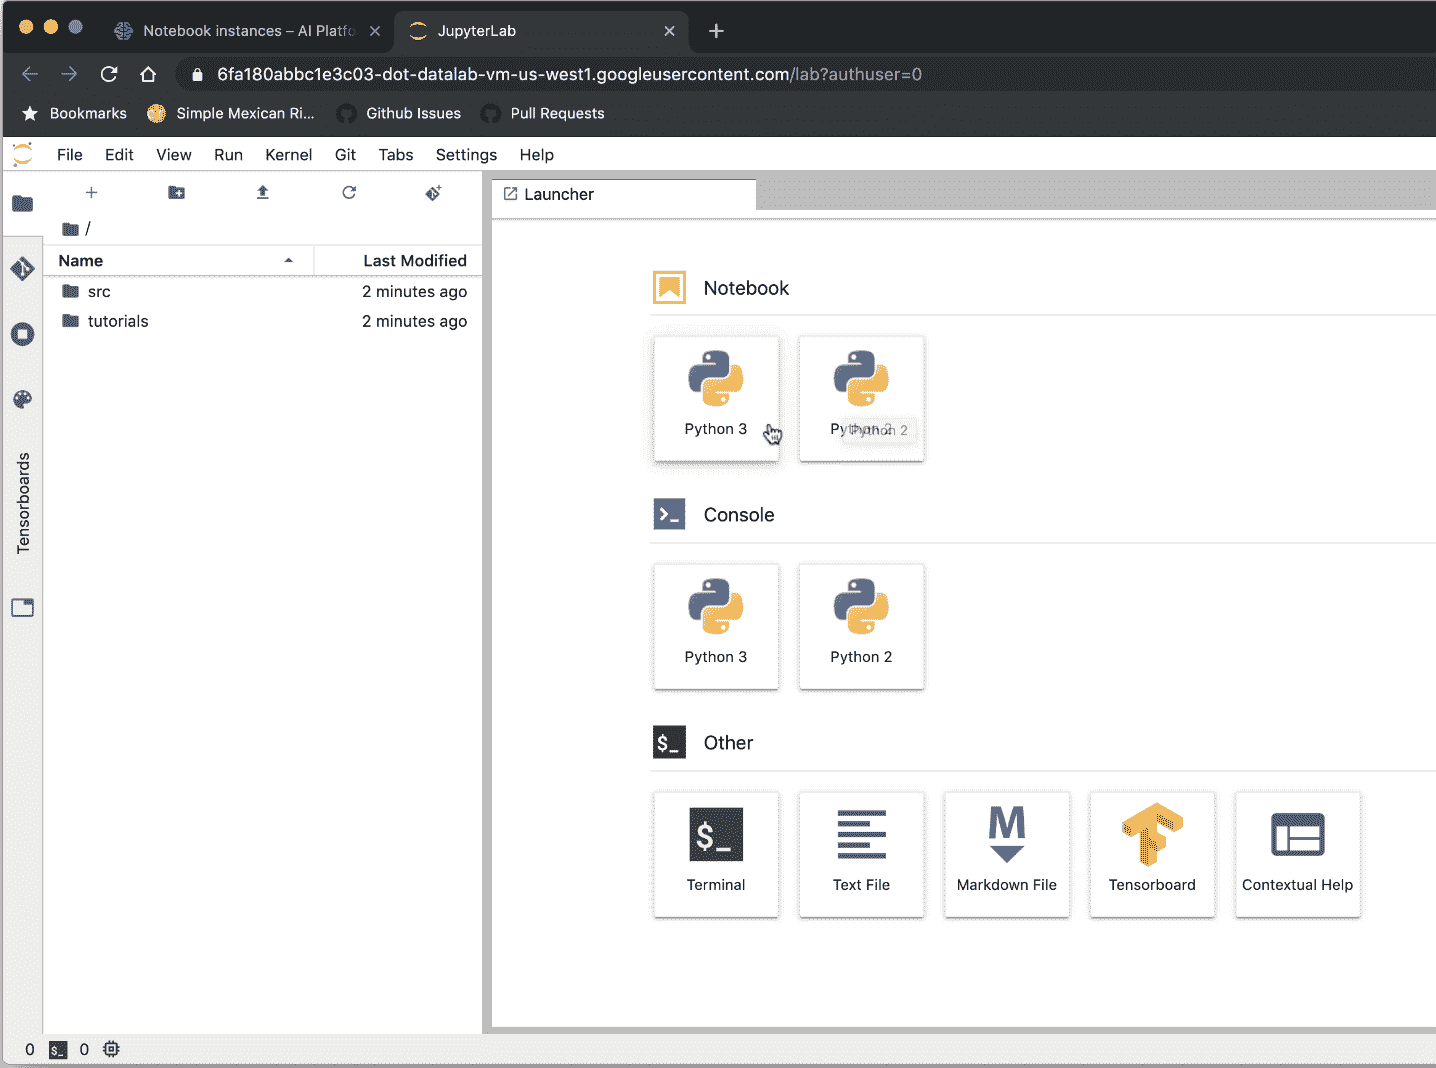 Notebook instances – AI Platfo
JupyterLab
6fa180abbc1e3c03-dot-datalab-vm-us-west1.googleusercontent.com/lab?authuser=0
Bookmarks Simple Mexican Ri... Github Issues Pull Requests
File Edit View Run Kernel Git Tabs Settings Help
Launcher
/
Name Last Modified
src 2 minutes ago
tutorials 2 minutes ago
Tensorboards
Notebook
Python 3 Python 2
Python 2
Console
Python 3 Python 2
$_ Other
$_
M
Terminal Text File Markdown File Tensorboard Contextual Help
0 $_ 0